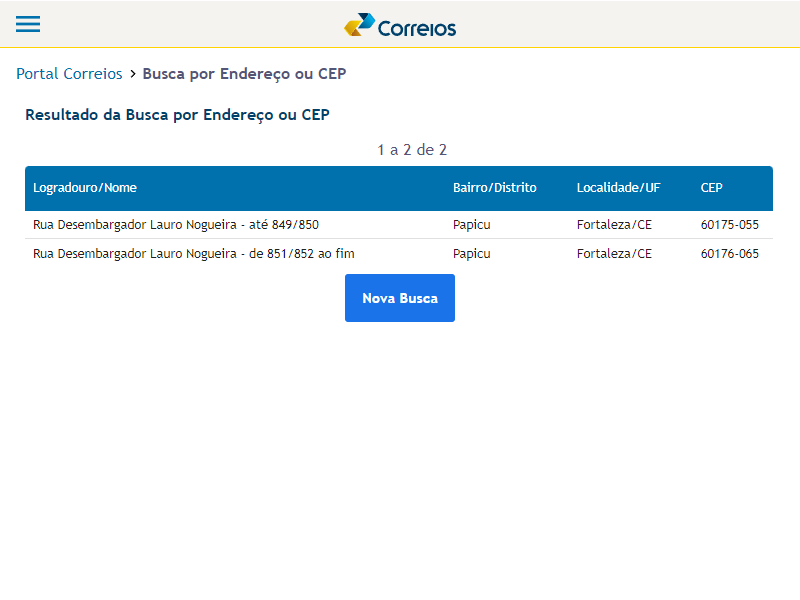 Correios
Portal Correios > Busca por Endereço ou CEP
Resultado da Busca por Endereço ou CEP
1 a 2 de 2
Logradouro/Nome Bairro/Distrito Localidade/UF CEP
Rua Desembargador Lauro Nogueira - até 849/850 Papicu Fortaleza/CE 60175-055
Rua Desembargador Lauro Nogueira - de 851/852 ao fim Papicu Fortaleza/CE 60176-065
Nova Busca